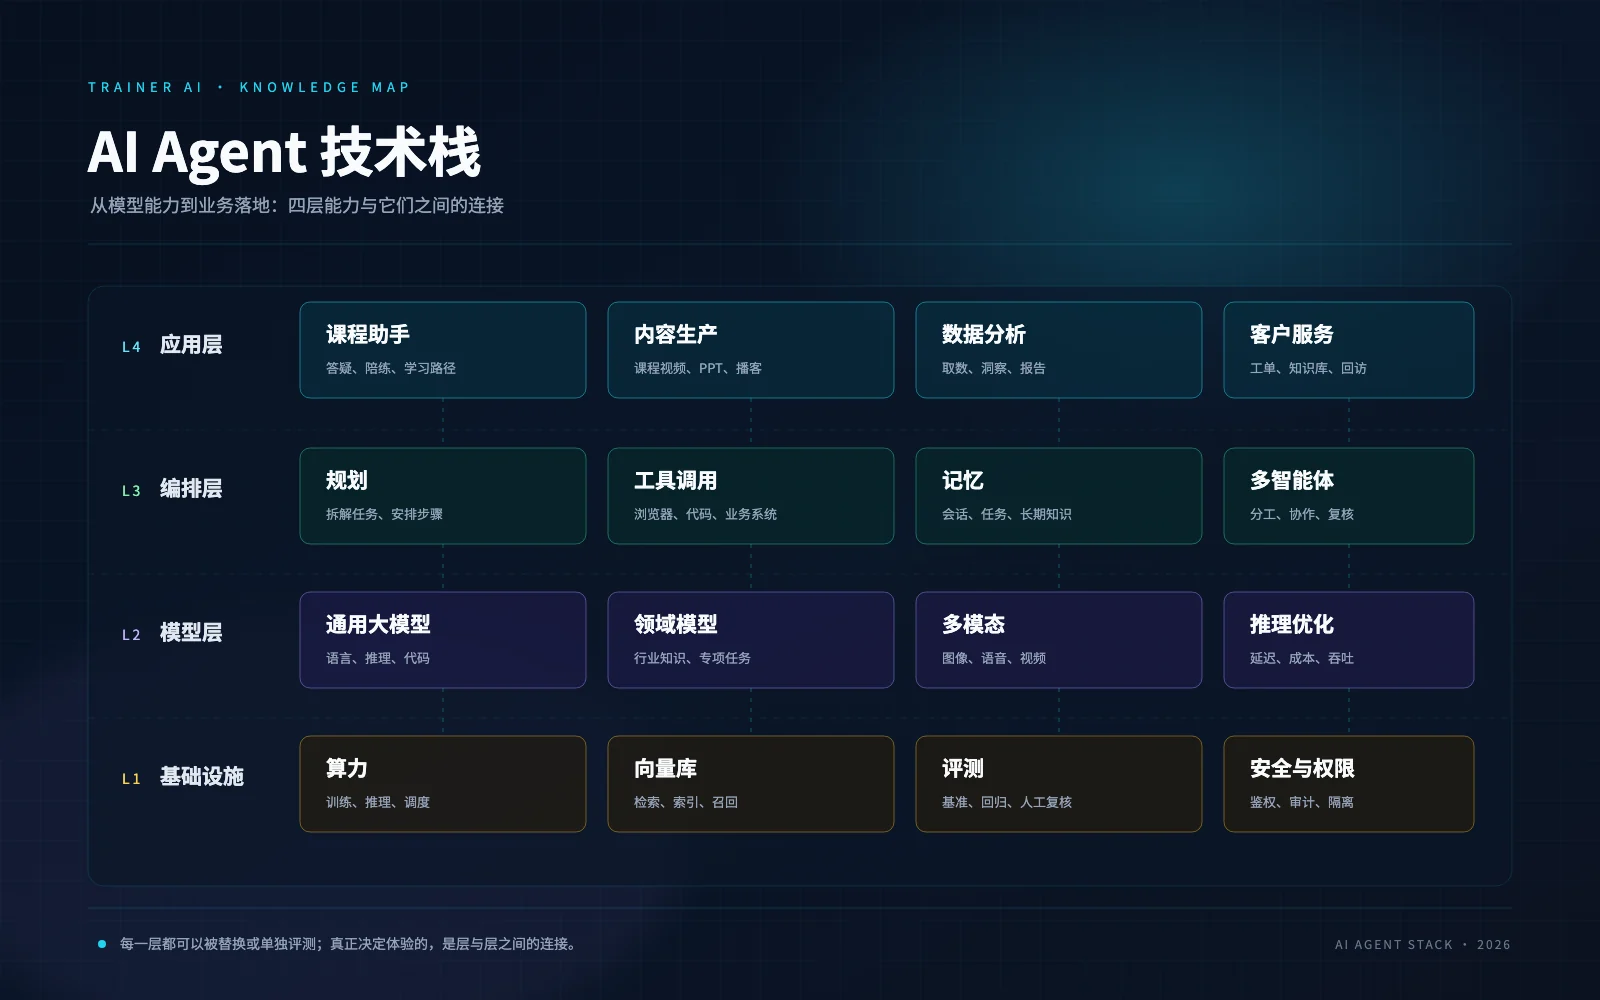 TRAINER AI · KNOWLEDGE MAP
AI Agent 技术栈
从模型能力到业务落地：四层能力与它们之间的连接
L4 应用层
课程助手
答疑、陪练、学习路径
内容生产
课程视频、PPT、播客
数据分析
取数、洞察、报告
客户服务
工单、知识库、回访
L3 编排层
规划
拆解任务、安排步骤
工具调用
浏览器、代码、业务系统
记忆
会话、任务、长期知识
多智能体
分工、协作、复核
L2 模型层
通用大模型
语言、推理、代码
领域模型
行业知识、专项任务
多模态
图像、语音、视频
推理优化
延迟、成本、吞吐
L1 基础设施
算力
训练、推理、调度
向量库
检索、索引、召回
评测
基准、回归、人工复核
安全与权限
鉴权、审计、隔离
每一层都可以被替换或单独评测；真正决定体验的，是层与层之间的连接。
AI AGENT STACK · 2026